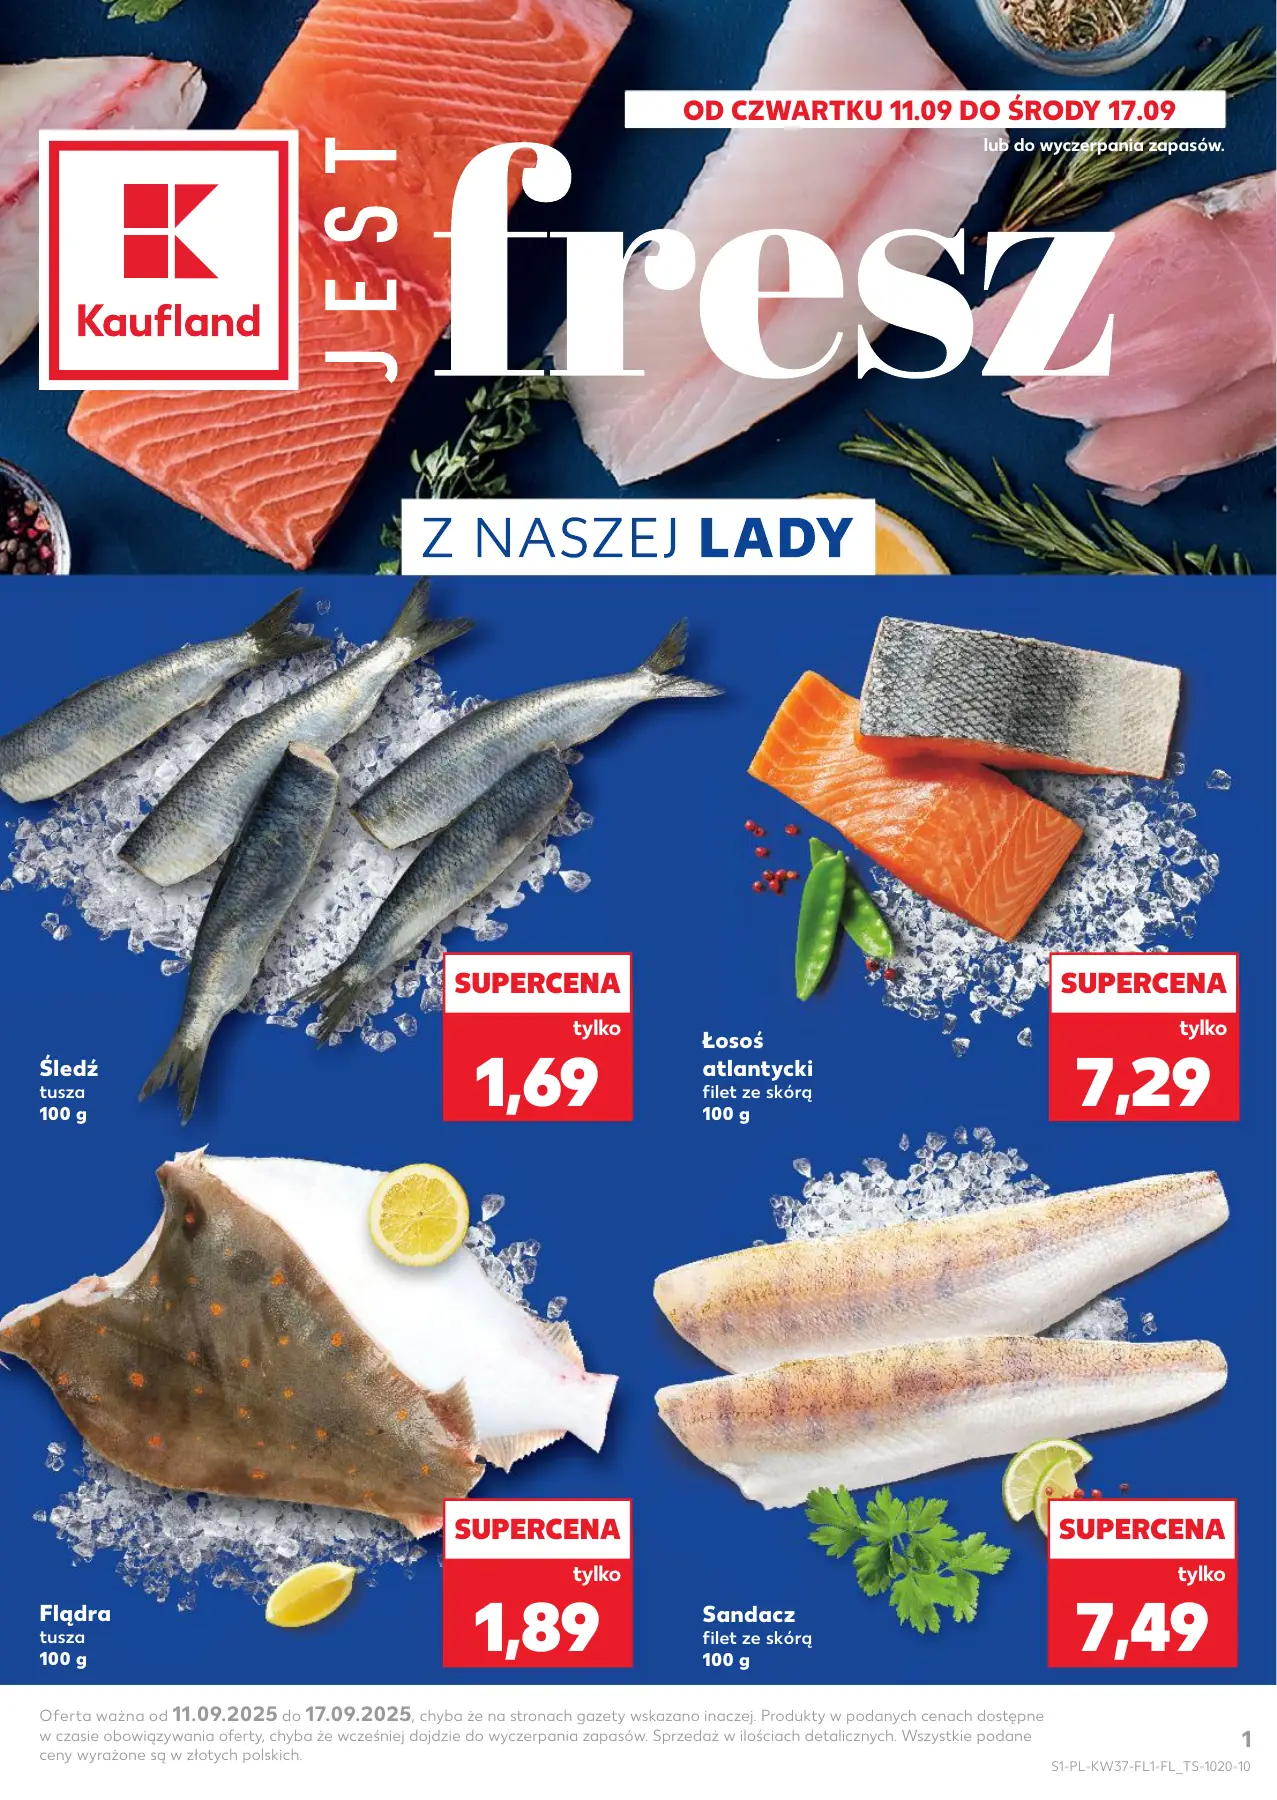 OD CZWARTKU 11.09 DO ŚRODY 17.09
lub do wyczerpania zapasów.
Kaufland
JEST
fresz
Z NASZEJ LADY
SUPERCENA
tylko
1,69
Śledź
tusza
100 g
SUPERCENA
tylko
7,29
Łosoś
atlantycki
filet ze skórą
100 g
SUPERCENA
tylko
1,89
Flądra
tusza
100 g
SUPERCENA
tylko
7,49
Sandacz
filet ze skórą
100 g
Oferta ważna od 11.09.2025 do 17.09.2025, chyba że na stronach gazety wskazano inaczej. Produkty w podanych cenach dostępne
w czasie obowiązywania oferty, chyba że wcześniej dojdzie do wyczerpania zapasów. Sprzedaż w ilościach detalicznych. Wszystkie podane
ceny wyrażone są w złotych polskich.
1
S1-PL-KW37-FL1-FL_TS-1020-10